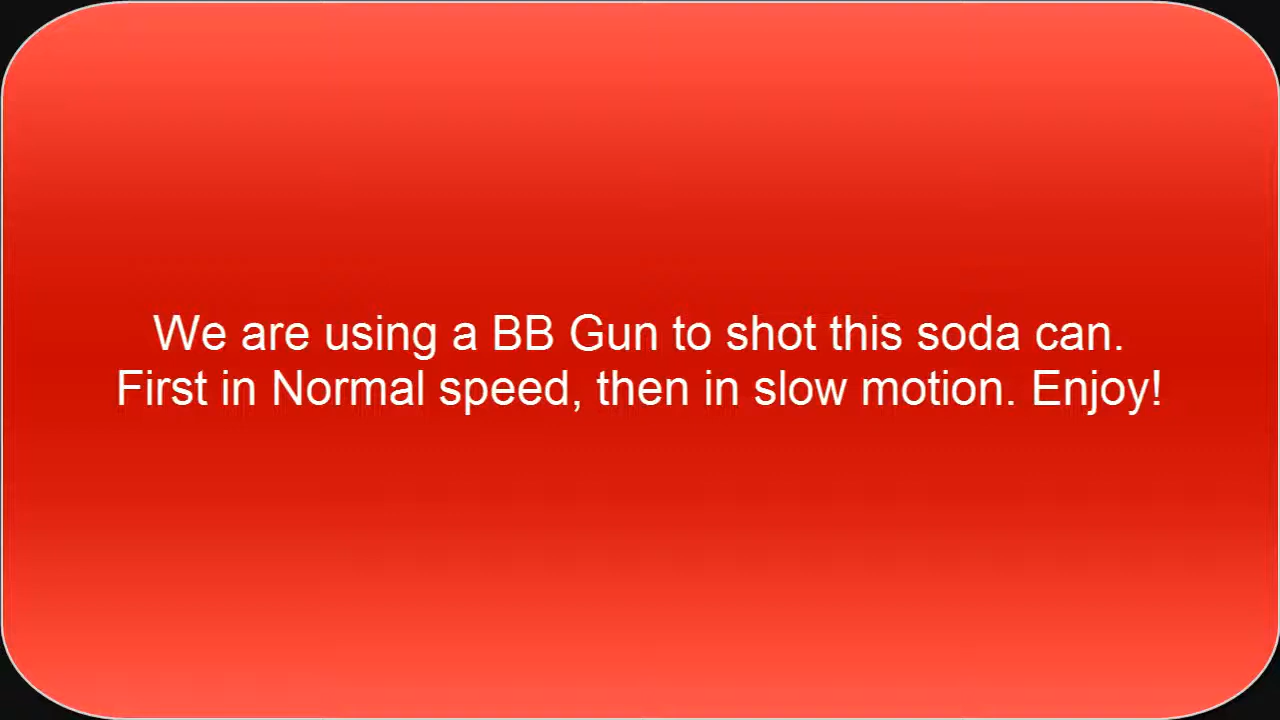 We are using a BB Gun to shot this soda can.
First in Normal speed, then in slow motion. Enjoy!